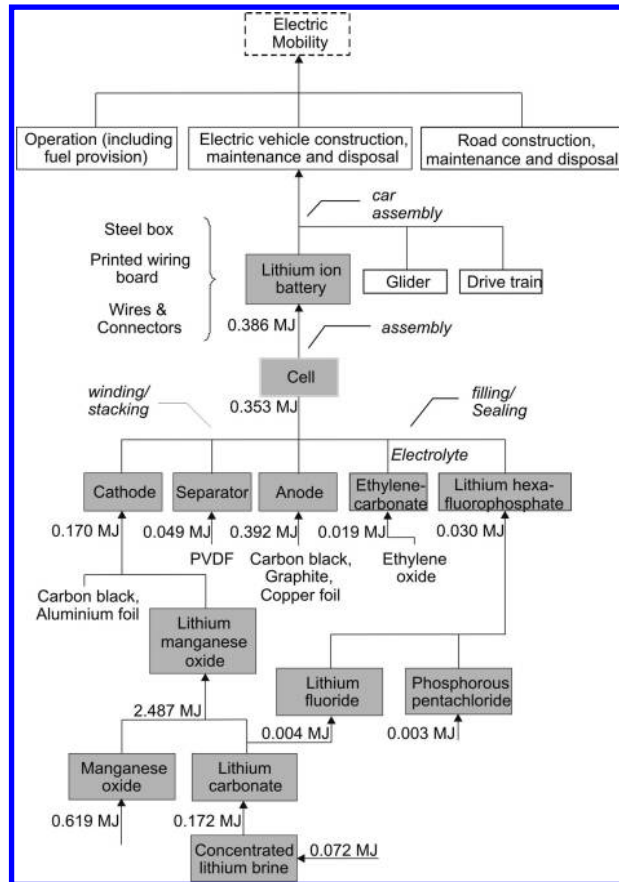 Electric
Mobility
Operation (including
fuel provision)
Electric vehicle construction,
maintenance and disposal
Road construction,
maintenance and disposal
car
assembly
Steel box
Printed wiring
board
Wires &
Connectors
Lithium ion
battery
Glider
Drive train
0.386 MJ
assembly
Cell
0.353 MJ
winding/
stacking
filling/
Sealing
Electrolyte
Cathode
Separator
Anode
Ethylene-
carbonate
Lithium hexa-
fluorophosphate
0.170 MJ
0.049 MJ
0.392 MJ
0.019 MJ
0.030 MJ
PVDF
Carbon black,
Graphite,
Copper foil
Ethylene
oxide
Carbon black,
Aluminium foil
Lithium
manganese
oxide
Lithium
fluoride
Phosphorous
pentachloride
2.487 MJ
0.004 MJ
0.003 MJ
Manganese
oxide
Lithium
carbonate
0.619 MJ
0.172 MJ
Concentrated
lithium brine
0.072 MJ